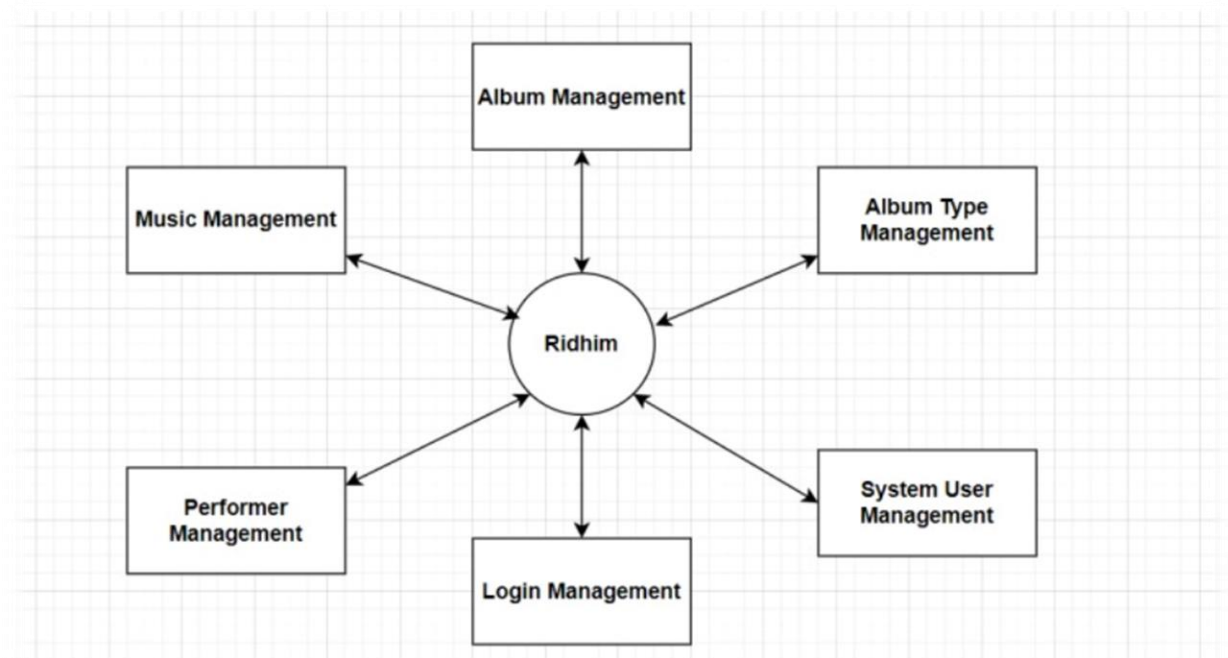 Album Management
Music Management
Album Type
Management
Ridhim
Performer
Management
System User
Management
Login Management